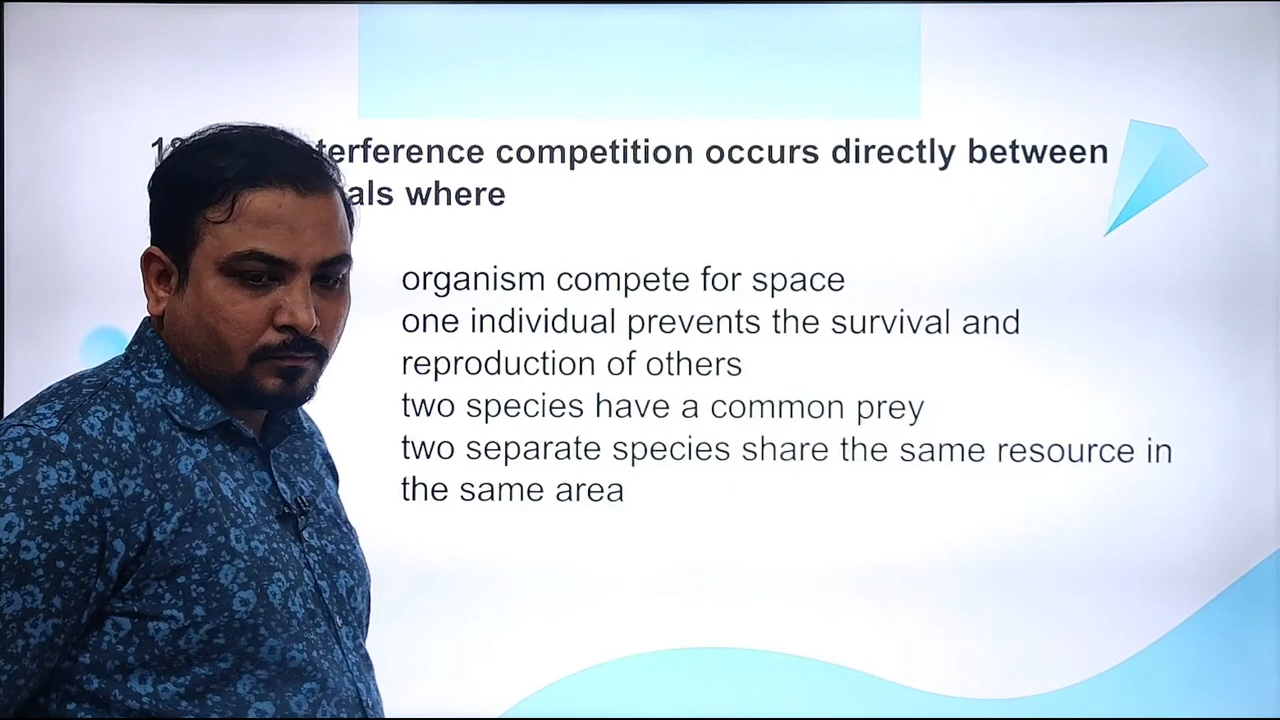 terference competition occurs directly between
als where
organism compete for space
one individual prevents the survival and
reproduction of others
two species have a common prey
two separate species share the same resource in
the same area